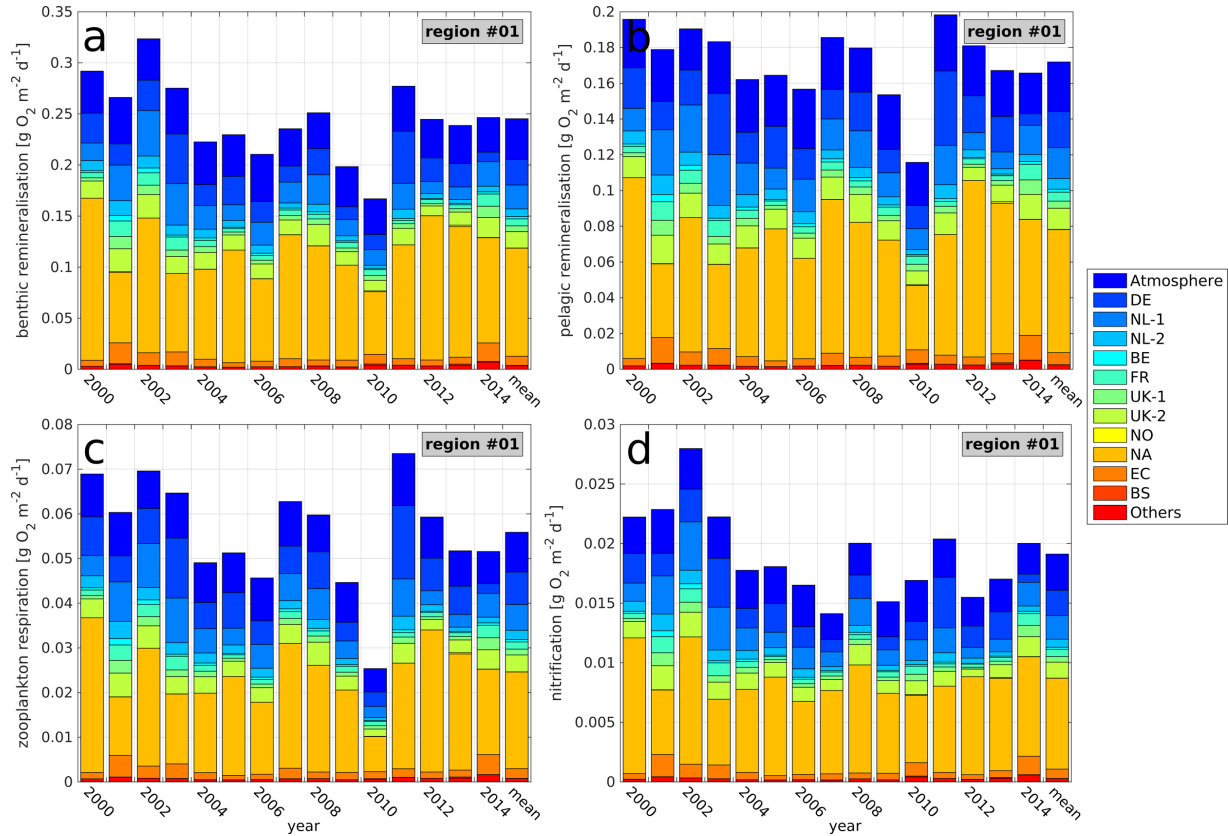 a
region #01
benthic remineralisation [g O2 m-2 d-1]
0.35
0.3
0.25
0.2
0.15
0.1
0.05
0
2000
2002
2004
2006
2008
2010
2012
2014
mean
b
region #01
pelagic remineralisation [g O2 m-2 d-1]
0.2
0.18
0.16
0.14
0.12
0.1
0.08
0.06
0.04
0.02
0
2000
2002
2004
2006
2008
2010
2012
2014
mean
c
region #01
zooplankton respiration [g O2 m-2 d-1]
0.08
0.07
0.06
0.05
0.04
0.03
0.02
0.01
0
2000
2002
2004
2006
2008
2010
2012
2014
mean
year
d
region #01
nitrification [g O2 m-2 d-1]
0.03
0.025
0.02
0.015
0.01
0.005
0
2000
2002
2004
2006
2008
2010
2012
2014
mean
year
Atmosphere
DE
NL-1
NL-2
BE
FR
UK-1
UK-2
NO
NA
EC
BS
Others